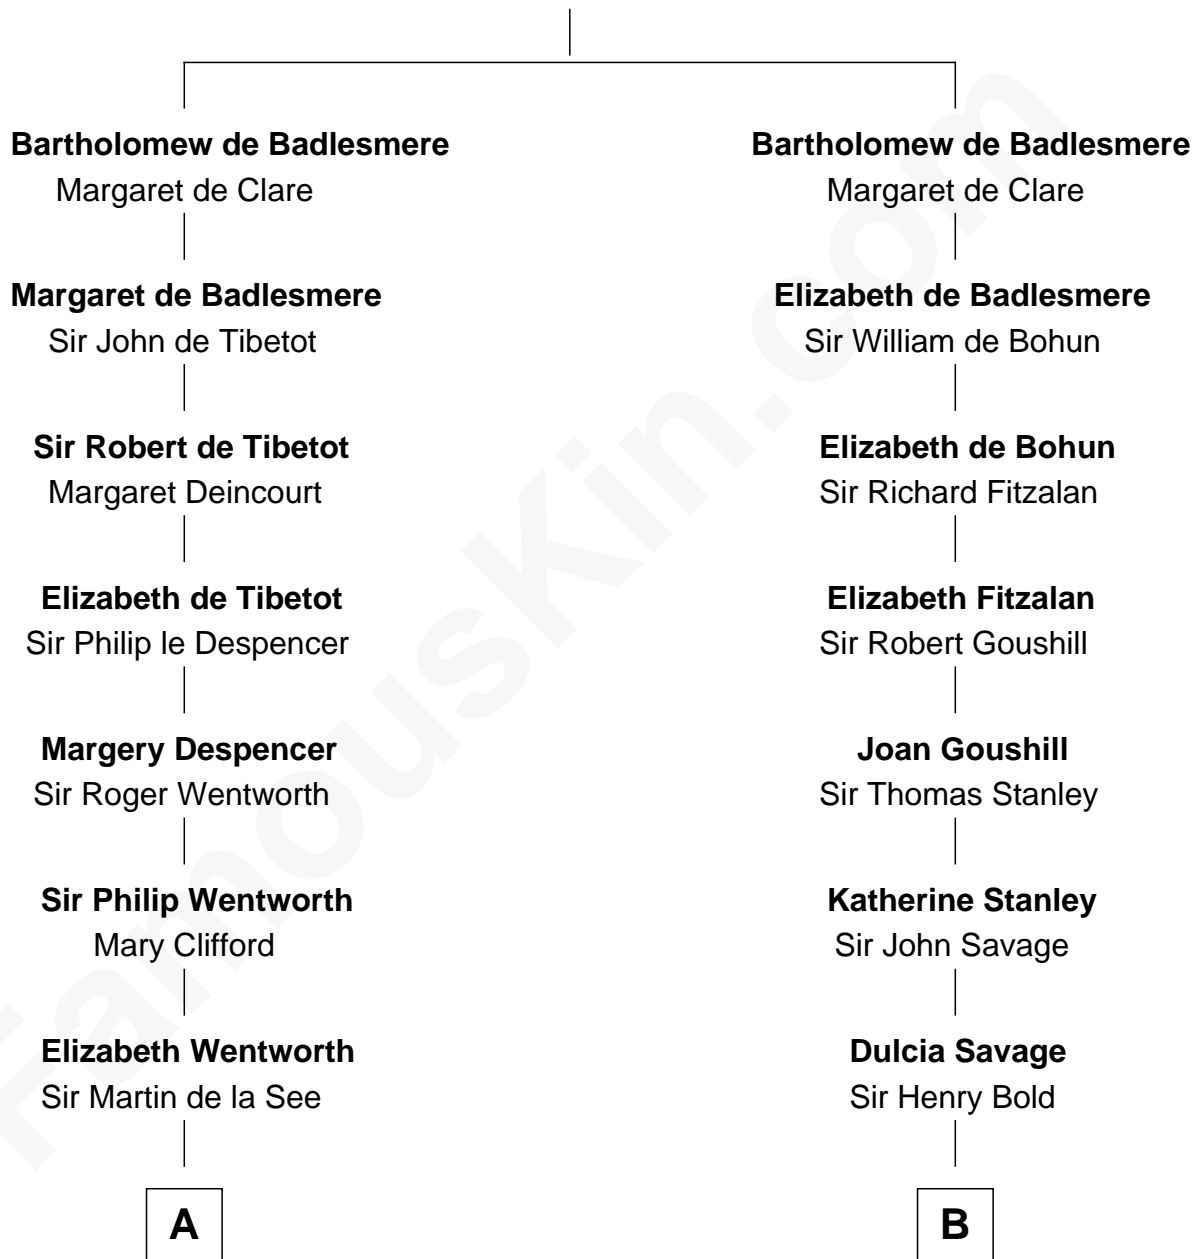 Bartholomew de Badlesmere
Margaret de Clare
Margaret de Badlesmere
Sir John de Tibetot
Sir Robert de Tibetot
Margaret Deincourt
Elizabeth de Tibetot
Sir Philip le Despencer
Margery Despencer
Sir Roger Wentworth
Sir Philip Wentworth
Mary Clifford
Elizabeth Wentworth
Sir Martin de la See
A
Bartholomew de Badlesmere
Margaret de Clare
Elizabeth de Badlesmere
Sir William de Bohun
Elizabeth de Bohun
Sir Richard Fitzalan
Elizabeth Fitzalan
Sir Robert Goushill
Joan Goushill
Sir Thomas Stanley
Katherine Stanley
Sir John Savage
Dulcia Savage
Sir Henry Bold
B
FamousKin.com